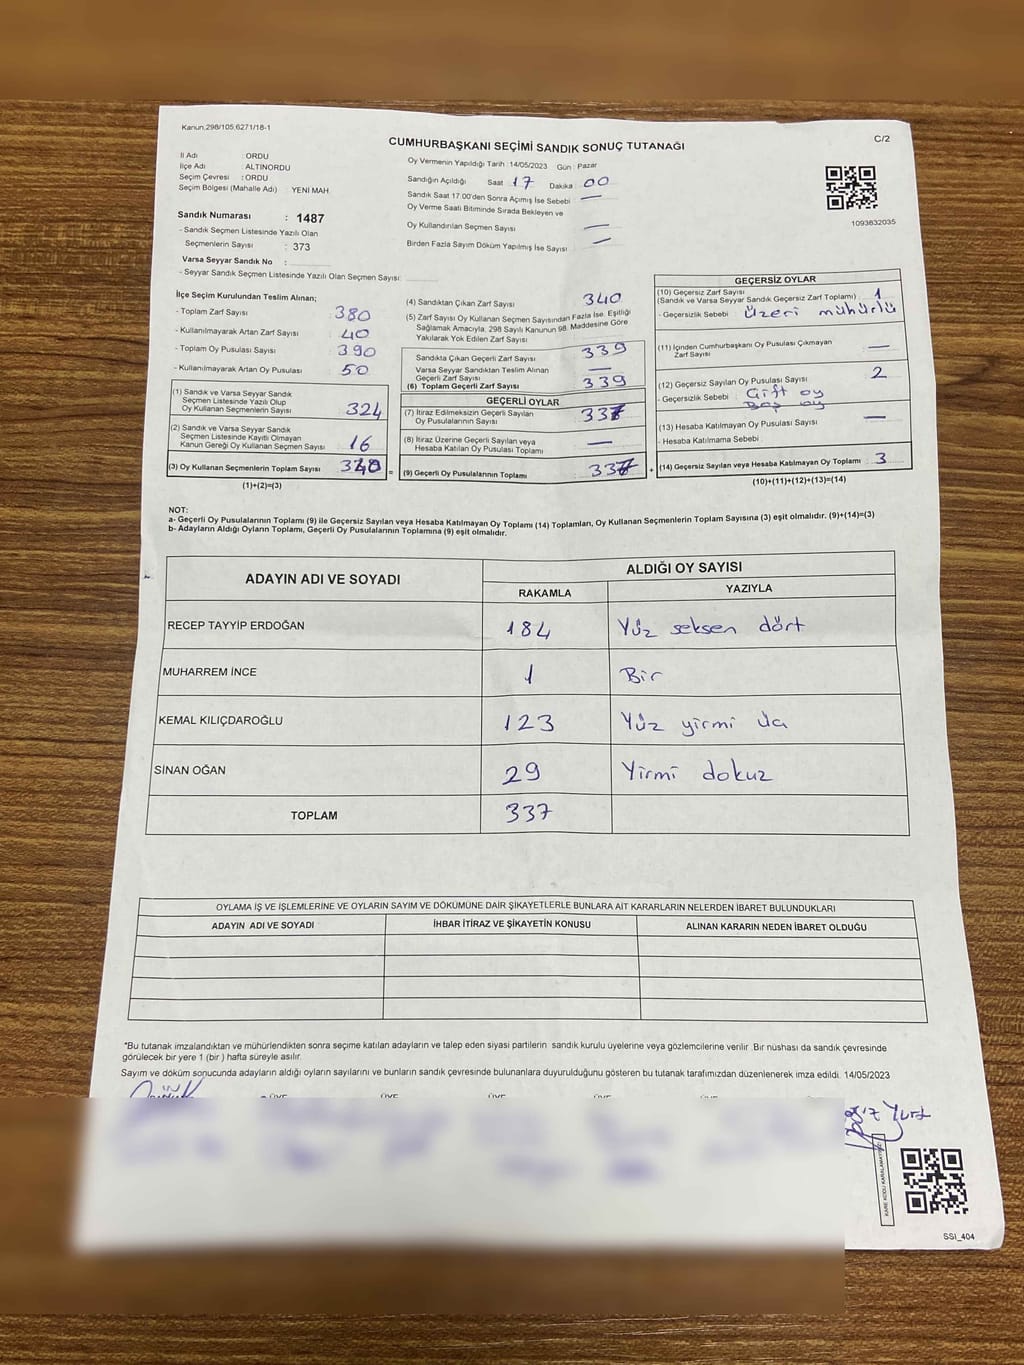 Kanun:298/105;6271/18-1
C/2
CUMHURBAŞKANI SEÇİMİ SANDIK SONUÇ TUTANAĞI
İl Adı : ORDU
İlçe Adı : ALTINORDU
Seçim Çevresi : ORDU
Seçim Bölgesi (Mahalle Adı) : YENİ MAH.
Sandık Numarası : 1487
- Sandık Seçmen Listesinde Yazılı Olan
Seçmenlerin Sayısı : 373
Varsa Seyyar Sandık No :
- Seyyar Sandık Seçmen Listesinde Yazılı Olan Seçmen Sayısı:
Oy Vermenin Yapıldığı Tarih :14/05/2023 Gün : Pazar
Sandığın Açıldığı Saat 17 Dakika 00
Sandık Saat 17.00'den Sonra Açımış İse Sebebi : —
Oy Verme Saati Bitiminde Sırada Bekleyen ve
Oy Kullandırılan Seçmen Sayısı —
Birden Fazla Sayım Döküm Yapılmış İse Sayısı —
1093632035
İlçe Seçim Kurulundan Teslim Alınan;
- Toplam Zarf Sayısı : 380
- Kullanılmayarak Artan Zarf Sayısı : 40
- Toplam Oy Pusulası Sayısı : 390
- Kullanılmayarak Artan Oy Pusulası : 50
(1) Sandık ve Varsa Seyyar Sandık
Seçmen Listesinde Yazılı Olup
Oy Kullanan Seçmenlerin Sayısı 324
(2) Sandık ve Varsa Seyyar Sandık
Seçmen Listesinde Kayıtlı Olmayan
Kanun Gereği Oy Kullanan Seçmen Sayısı 16
(3) Oy Kullanan Seçmenlerin Toplam Sayısı 340
(1)+(2)=(3)
(4) Sandıktan Çıkan Zarf Sayısı 340
(5) Zarf Sayısı Oy Kullanan Seçmen Sayısından Fazla İse, Eşitliği
Sağlamak Amacıyla, 298 Sayılı Kanunun 98. Maddesine Göre
Yakılarak Yok Edilen Zarf Sayısı
Sandıkta Çıkan Geçerli Zarf Sayısı 339
Varsa Seyyar Sandıktan Teslim Alınan
Geçerli Zarf Sayısı —
(6) Toplam Geçerli Zarf Sayısı 339
GEÇERLİ OYLAR
(7) İtiraz Edilmeksizin Geçerli Sayılan
Oy Pusulasının Sayısı 337
(8) İtiraz Üzerine Geçerli Sayılan veya
Hesaba Katılan Oy Pusulası Toplamı —
= (9) Geçerli Oy Pusulalarının Toplamı 337 +
GEÇERSİZ OYLAR
(10) Geçersiz Zarf Sayısı
(Sandık ve Varsa Seyyar Sandık Geçersiz Zarf Toplamı) : 1
- Geçersizlik Sebebi : Üzeri mühürlü
(11) İçinden Cumhurbaşkanı Oy Pusulası Çıkmayan
Zarf Sayısı —
(12) Geçersiz Sayılan Oy Pusulası Sayısı 2
- Geçersizlik Sebebi : Çift oy
Boş oy
(13) Hesaba Katılmayan Oy Pusulası Sayısı : —
- Hesaba Katılmama Sebebi
(14) Geçersiz Sayılan veya Hesaba Katılmayan Oy Toplamı : 3
(10)+(11)+(12)+(13)=(14)
NOT:
a- Geçerli Oy Pusulalarının Toplamı (9) ile Geçersiz Sayılan veya Hesaba Katılmayan Oy Toplamı (14) Toplamları, Oy Kullanan Seçmenlerin Toplam Sayısına (3) eşit olmalıdır. (9)+(14)=(3)
b- Adayların Aldığı Oyların Toplamı, Geçerli Oy Pusulalarının Toplamına (9) eşit olmalıdır.
ADAYIN ADI VE SOYADI
ALDIĞI OY SAYISI
RAKAMLA YAZIYLA
RECEP TAYYİP ERDOĞAN 184 Yüz seksen dört
MUHARREM İNCE 1 Bir
KEMAL KILIÇDAROĞLU 123 Yüz yirmi üç
SİNAN OĞAN 29 Yirmi dokuz
TOPLAM 337
OYLAMA İŞ VE İŞLEMLERİNE VE OYLARIN SAYIM VE DÖKÜMÜNE DAİR ŞİKAYETLERLE BUNLARA AİT KARARLARIN NELERDEN İBARET BULUNDUKLARI
ADAYIN ADI VE SOYADI İHBAR İTİRAZ VE ŞİKAYETİN KONUSU ALINAN KARARIN NEDEN İBARET OLDUĞU
*Bu tutanak imzalandıktan ve mühürlendikten sonra seçime katılan adayların ve talep eden siyasi partilerin sandık kurulu üyelerine veya gözlemcilerine verilir. Bir nüshası da sandık çevresinde
görülecek bir yere 1 (bir ) hafta süreyle asılır.
Sayım ve döküm sonucunda adayların aldığı oyların sayılarını ve bunların sandık çevresinde bulunanlara duyurulduğunu gösteren bu tutanak tarafımızdan düzenlenerek imza edildi. 14/05/2023
ÜYE ÜYE ÜYE ÜYE ÜYE
Yurt
SSI_404